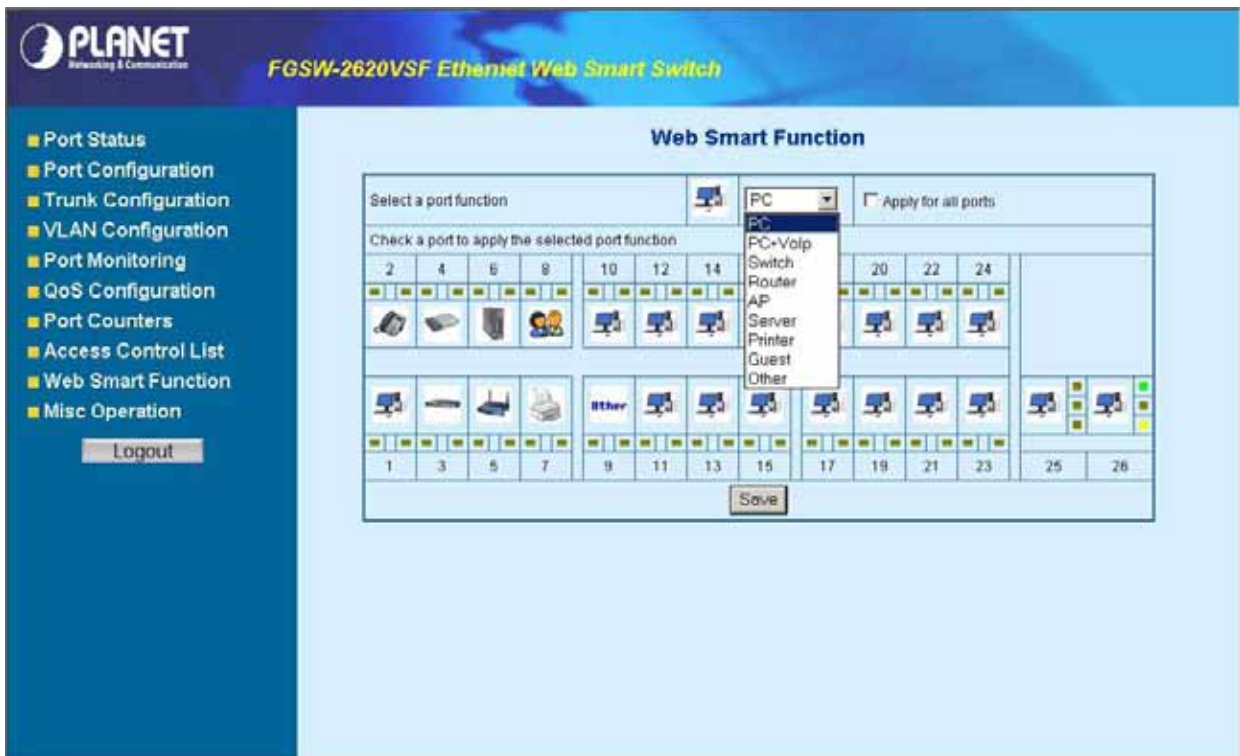 PLANET
Networking & Communication
FGSW-2620VSF Ethernet Web Smart Switch
Port Status
Port Configuration
Trunk Configuration
VLAN Configuration
Port Monitoring
QoS Configuration
Port Counters
Access Control List
Web Smart Function
Misc Operation
Logout
Web Smart Function
Select a port function
PC
Apply for all ports
PC
PC+VoIp
Switch
Router
AP
Server
Printer
Guest
Other
Check a port to apply the selected port function
2 4 6 8 10 12 14 20 22 24
Other
1 3 5 7 9 11 13 15 17 19 21 23 25 26
Save